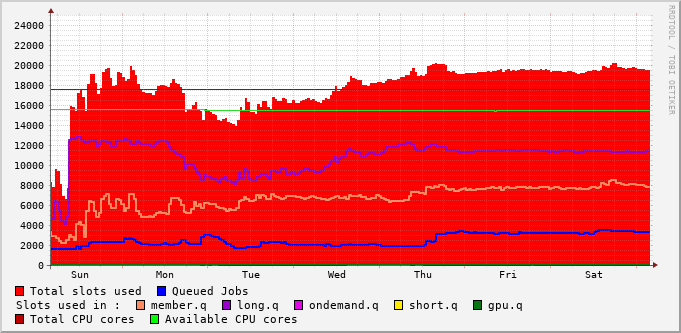 24000
22000
20000
18000
16000
14000
12000
10000
8000
6000
4000
2000
0
Sun Mon Tue Wed Thu Fri Sat
Total slots used Queued Jobs
Slots used in : member.q long.q ondemand.q short.q gpu.q
Total CPU cores Available CPU cores
RRDTOOL / TOBI OETIKER